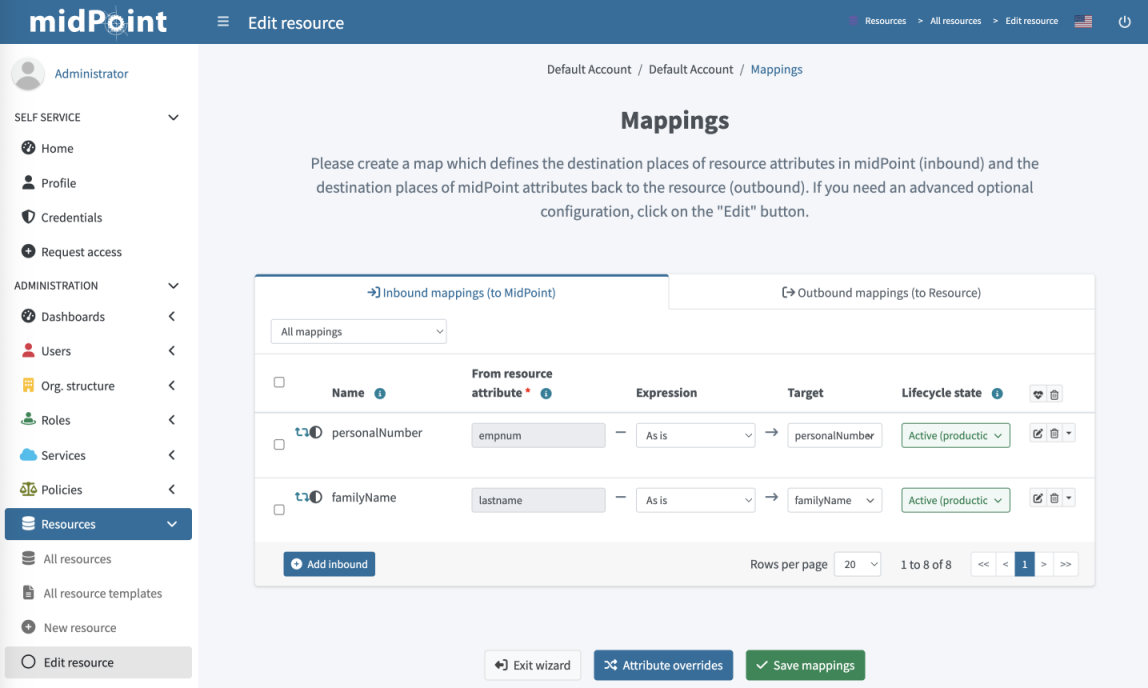 midPoint
Edit resource
Resources > All resources > Edit resource
Administrator
SELF SERVICE
Home
Profile
Credentials
Request access
ADMINISTRATION
Dashboards
Users
Org. structure
Roles
Services
Policies
Resources
All resources
All resource templates
New resource
Edit resource
Default Account / Default Account / Mappings
Mappings
Please create a map which defines the destination places of resource attributes in midPoint (inbound) and the
destination places of midPoint attributes back to the resource (outbound). If you need an advanced optional
configuration, click on the "Edit" button.
Inbound mappings (to MidPoint)
Outbound mappings (to Resource)
All mappings
Name
From resource
attribute *
Expression
Target
Lifecycle state
personalNumber
empnum
As is
personalNumber
Active (productic
familyName
lastname
As is
familyName
Active (productic
Add inbound
Rows per page 20
1 to 8 of 8
<< < 1 > >>
Exit wizard
Attribute overrides
Save mappings